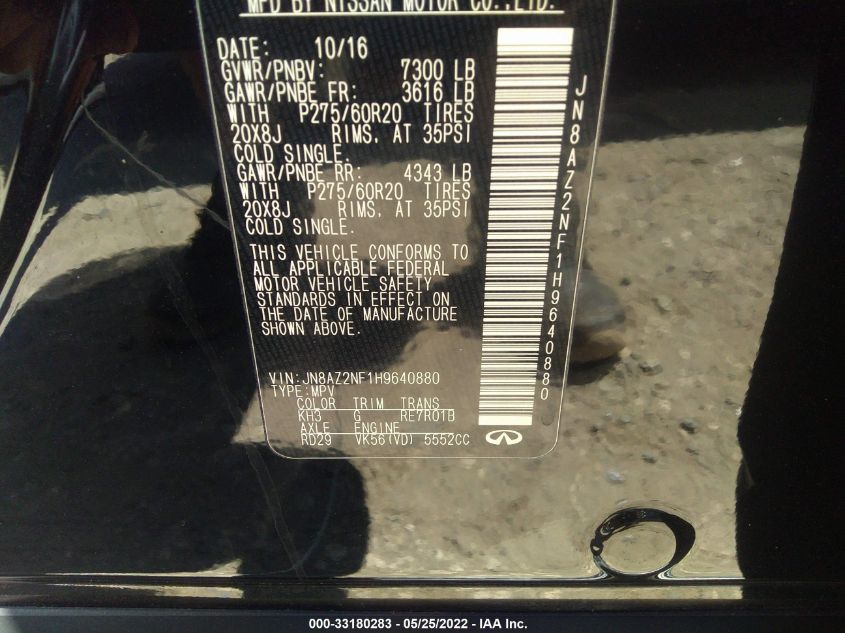 MFD BY NISSAN MOTOR CO.,LTD.
DATE: 10/16
GVWR/PNBV: 7300 LB
GAWR/PNBE FR: 3616 LB
WITH P275/60R20 TIRES
20X8J RIMS, AT 35PSI
COLD SINGLE.
GAWR/PNBE RR: 4343 LB
WITH P275/60R20 TIRES
20X8J RIMS, AT 35PSI
COLD SINGLE.
THIS VEHICLE CONFORMS TO
ALL APPLICABLE FEDERAL
MOTOR VEHICLE SAFETY
STANDARDS IN EFFECT ON
THE DATE OF MANUFACTURE
SHOWN ABOVE.
VIN:JN8AZ2NF1H9640880
TYPE:MPV
COLOR TRIM TRANS
KH3 G RE7R01B
AXLE ENGINE
RD29 VK56(VD) 5552CC
JN8AZ2NF1H9640880
000-33180283 - 05/25/2022 - IAA Inc.